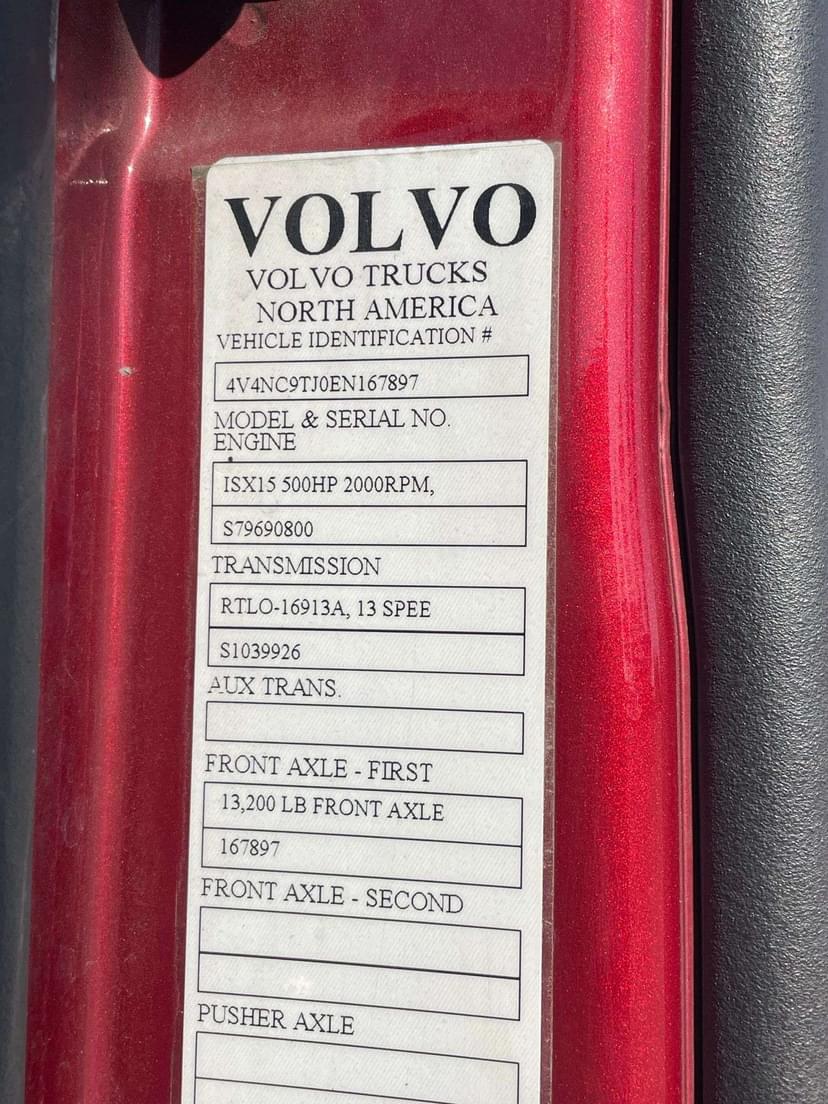 VOLVO
VOLVO TRUCKS
NORTH AMERICA
VEHICLE IDENTIFICATION #
4V4NC9TJ0EN167897
MODEL & SERIAL NO.
ENGINE
ISX15 500HP 2000RPM,
S79690800
TRANSMISSION
RTLO-16913A, 13 SPEE
S1039926
AUX TRANS.
FRONT AXLE - FIRST
13,200 LB FRONT AXLE
167897
FRONT AXLE - SECOND
PUSHER AXLE